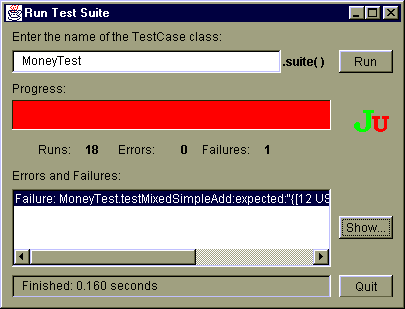 Run Test Suite
Enter the name of the TestCase class:
MoneyTest .suite( ) Run
Progress:
JU
Runs: 18 Errors: 0 Failures: 1
Errors and Failures:
Failure: MoneyTest.testMixedSimpleAdd:expected:"{[12 US
Show...
Finished: 0.160 seconds Quit